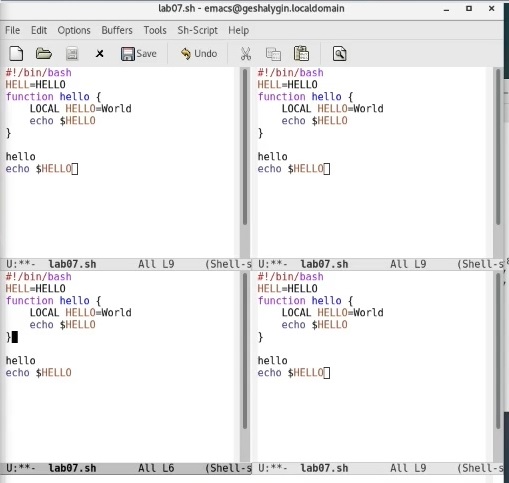 lab07.sh - emacs@geshalygin.localdomain
File Edit Options Buffers Tools Sh-Script Help
Save Undo
#!/bin/bash
HELL=HELLO
function hello {
    LOCAL HELLO=World
    echo $HELLO
}
hello
echo $HELLO
U:**-  lab07.sh       All L9     (Shell-s
#!/bin/bash
HELL=HELLO
function hello {
    LOCAL HELLO=World
    echo $HELLO
}
hello
echo $HELLO
U:**-  lab07.sh       All L9     (Shell-s
#!/bin/bash
HELL=HELLO
function hello {
    LOCAL HELLO=World
    echo $HELLO
}
hello
echo $HELLO
U:**-  lab07.sh       All L6     (Shell-s
#!/bin/bash
HELL=HELLO
function hello {
    LOCAL HELLO=World
    echo $HELLO
}
hello
echo $HELLO
U:**-  lab07.sh       All L9     (Shell-s